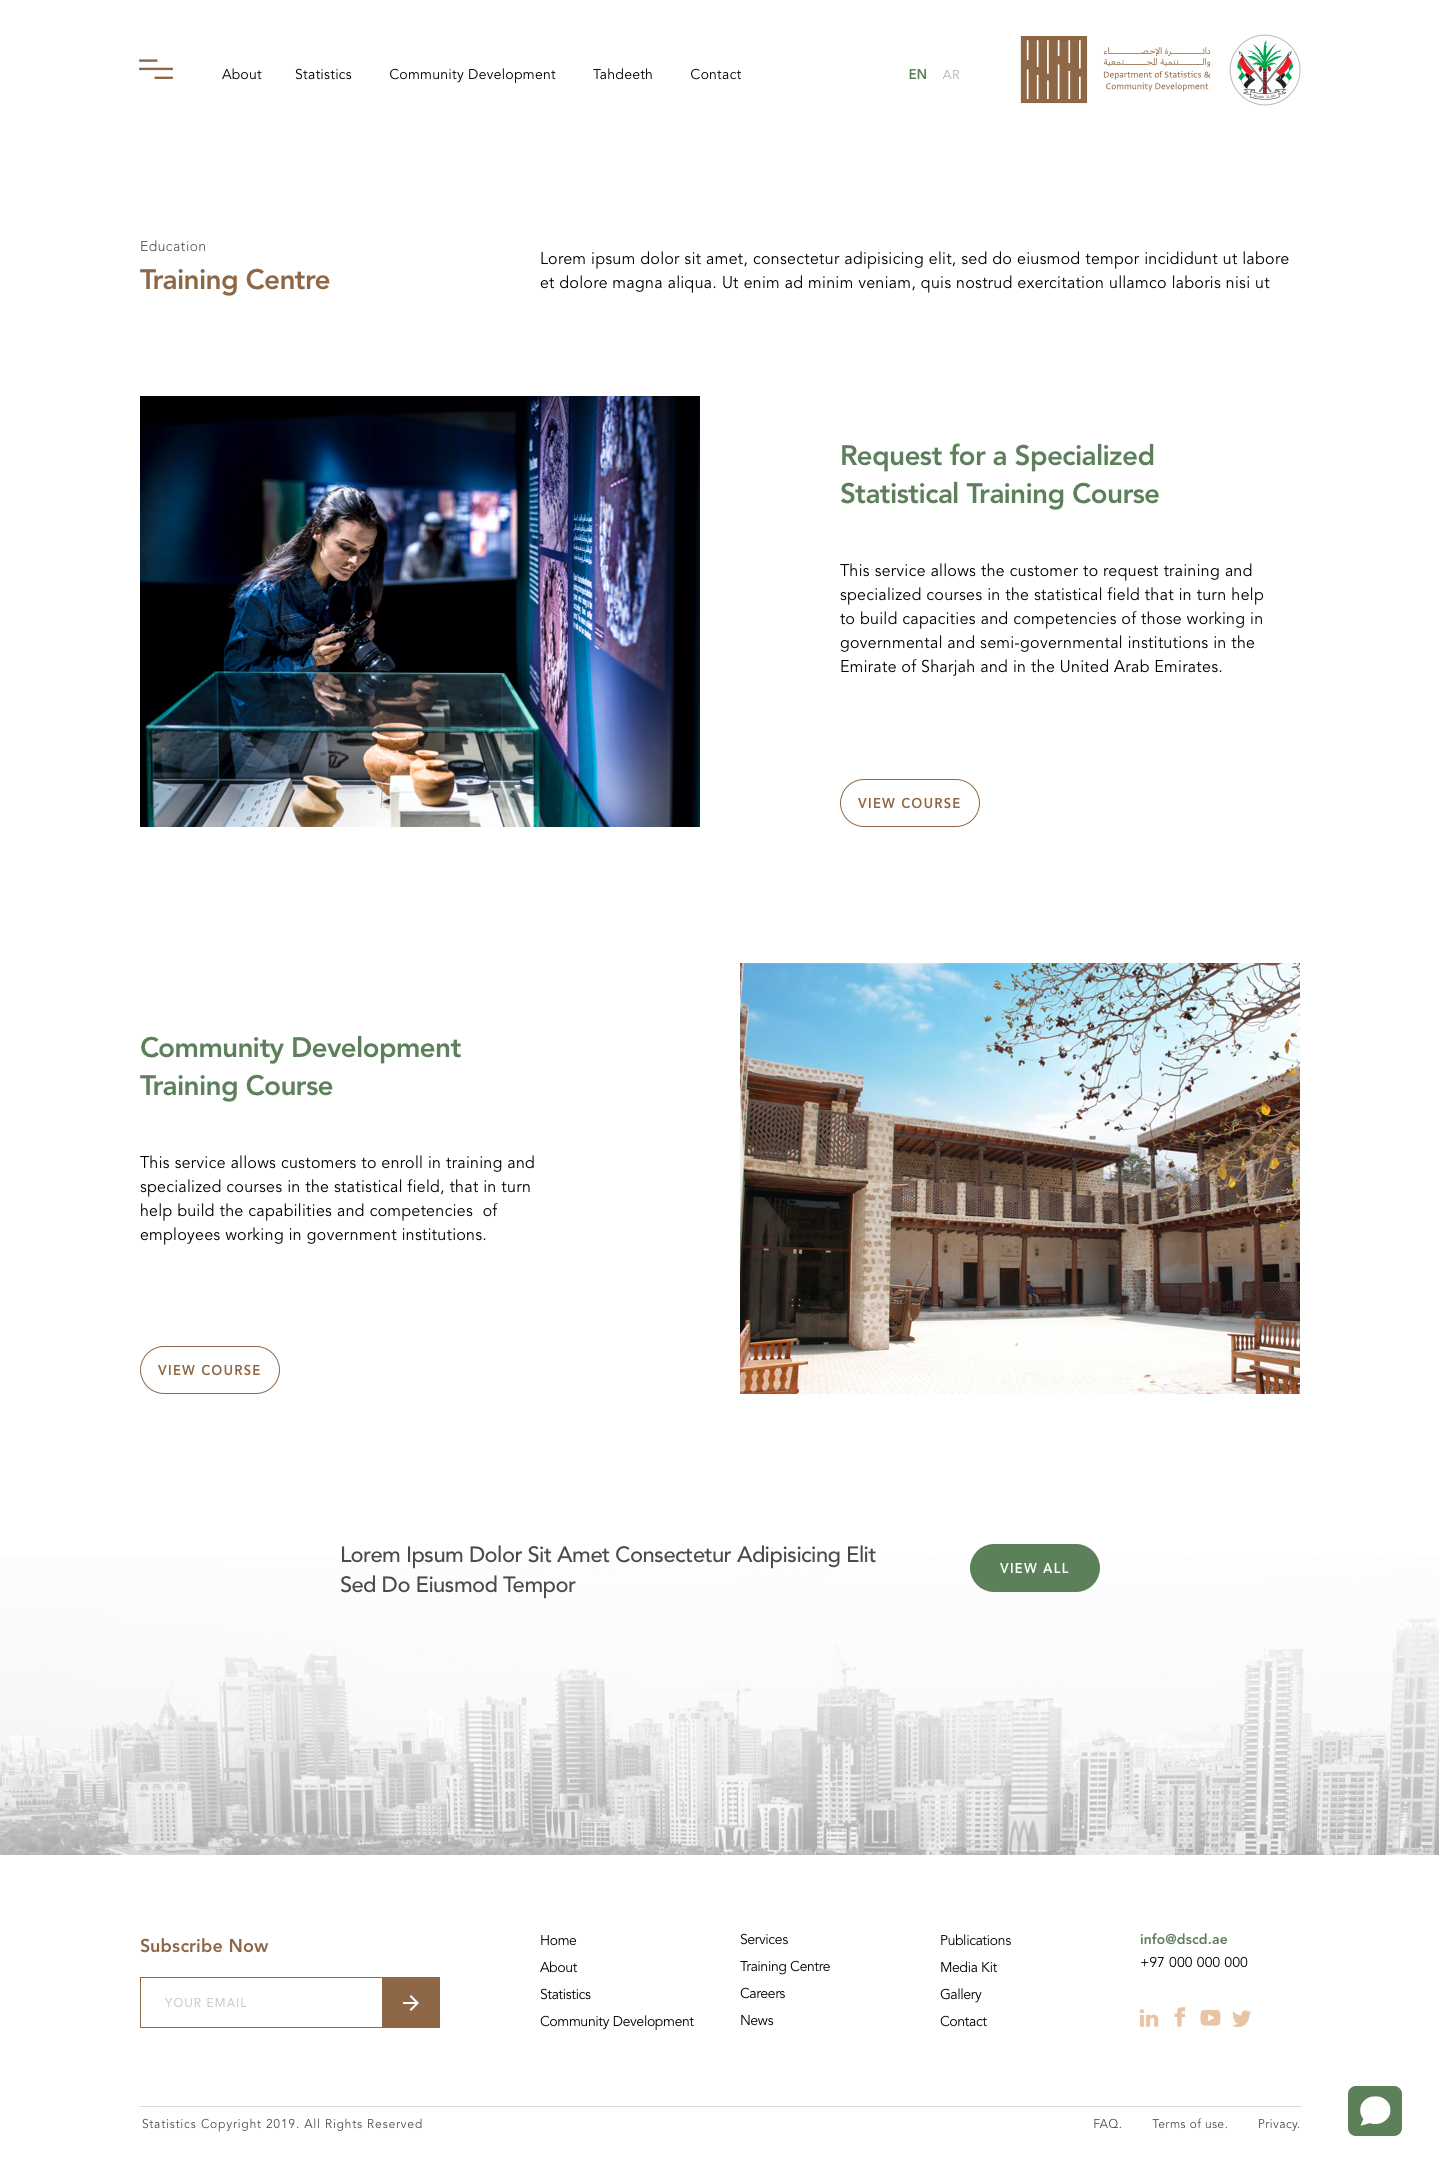 About Statistics Community Development Tahdeeth Contact
EN AR
دائرة الإحصاء
والتنمية المجتمعية
Department of Statistics &
Community Development
Education
Training Centre
Lorem ipsum dolor sit amet, consectetur adipisicing elit, sed do eiusmod tempor incididunt ut labore
et dolore magna aliqua. Ut enim ad minim veniam, quis nostrud exercitation ullamco laboris nisi ut
Request for a Specialized
Statistical Training Course
This service allows the customer to request training and
specialized courses in the statistical field that in turn help
to build capacities and competencies of those working in
governmental and semi-governmental institutions in the
Emirate of Sharjah and in the United Arab Emirates.
VIEW COURSE
Community Development
Training Course
This service allows customers to enroll in training and
specialized courses in the statistical field, that in turn
help build the capabilities and competencies  of
employees working in government institutions.
VIEW COURSE
Lorem Ipsum Dolor Sit Amet Consectetur Adipisicing Elit
Sed Do Eiusmod Tempor
VIEW ALL
Subscribe Now
YOUR EMAIL
Home
About
Statistics
Community Development
Services
Training Centre
Careers
News
Publications
Media Kit
Gallery
Contact
info@dscd.ae
+97 000 000 000
Statistics Copyright 2019. All Rights Reserved
FAQ. Terms of use. Privacy.